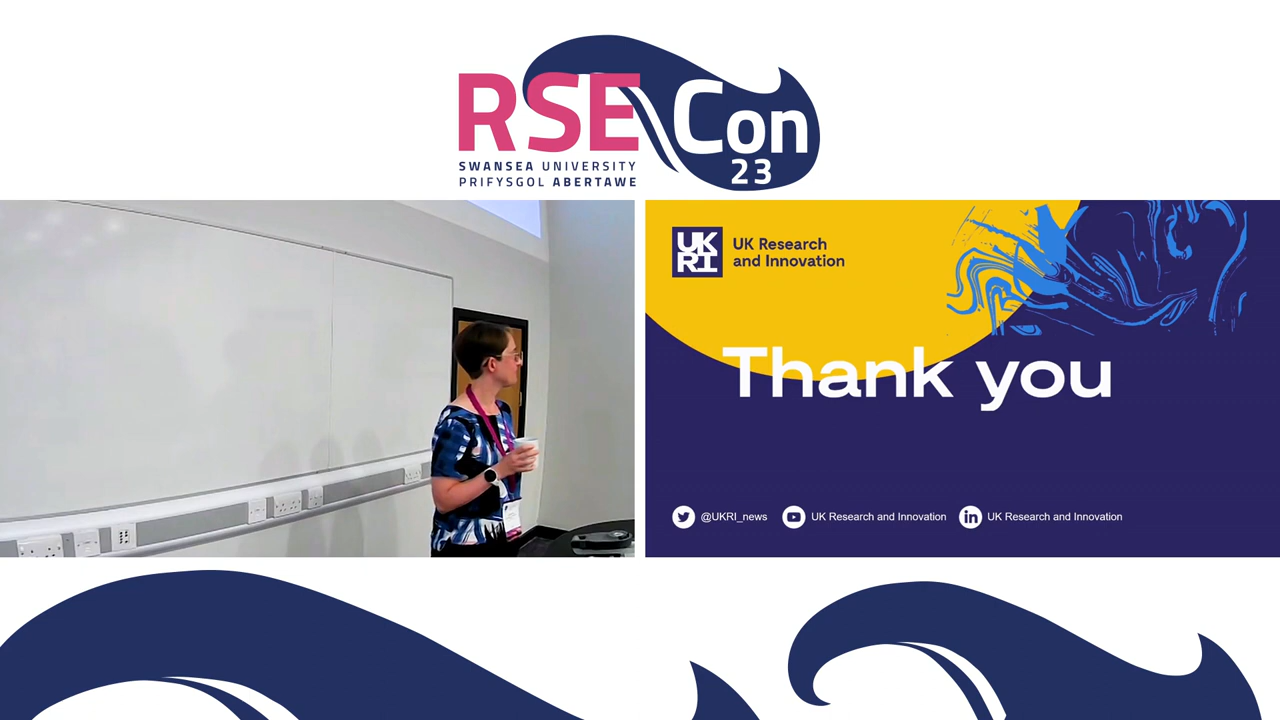 RSE Con
23
SWANSEA UNIVERSITY
PRIFYSGOL ABERTAWE
UK
RI
UK Research
and Innovation
Thank you
@UKRI_news
UK Research and Innovation
UK Research and Innovation